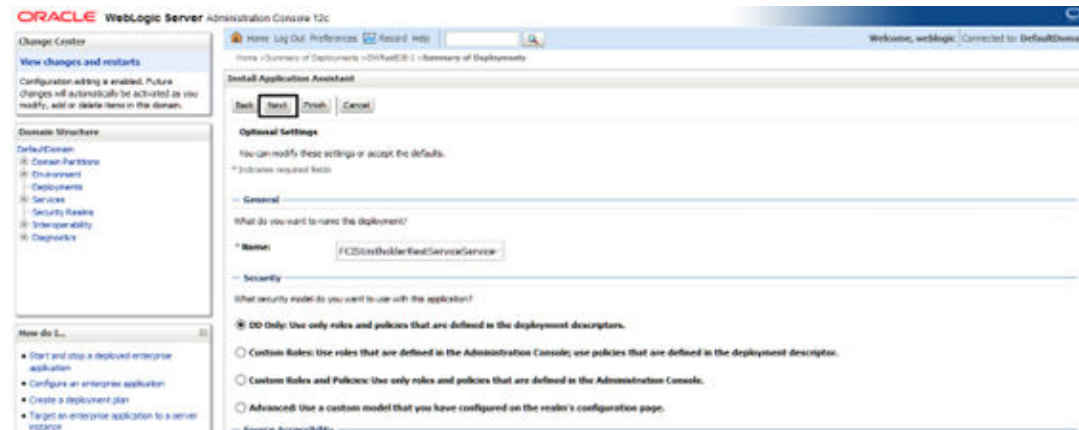 ORACLE WebLogic Server Administration Console 12c
Change Center
View changes and restarts
Configuration editing is enabled. Future
changes will automatically be activated as you
modify, add or delete items in this domain.
Domain Structure
DefaultDomain
Domain Partitions
Environment
Deployments
Services
Security Realms
Interoperability
Diagnostics
How do I...
Start and stop a deployed enterprise
application
Configure an enterprise application
Create a deployment plan
Target an enterprise application to a server
instance
Home Log Out Preferences Record Help
Welcome, weblogic Connected to: DefaultDoma
Home >Summary of Deployments > >Summary of Deployments
Install Application Assistant
Back Next Finish Cancel
Optional Settings
You can modify these settings or accept the defaults.
* Indicates required fields
General
What do you want to name this deployment?
* Name: FCISUnitholderRestServiceService
Security
What security model do you want to use with this application?
DD Only: Use only roles and policies that are defined in the deployment descriptors.
Custom Roles: Use roles that are defined in the Administration Console; use policies that are defined in the deployment descriptor.
Custom Roles and Policies: Use only roles and policies that are defined in the Administration Console.
Advanced: Use a custom model that you have configured on the realm's configuration page.
Source Accessibility